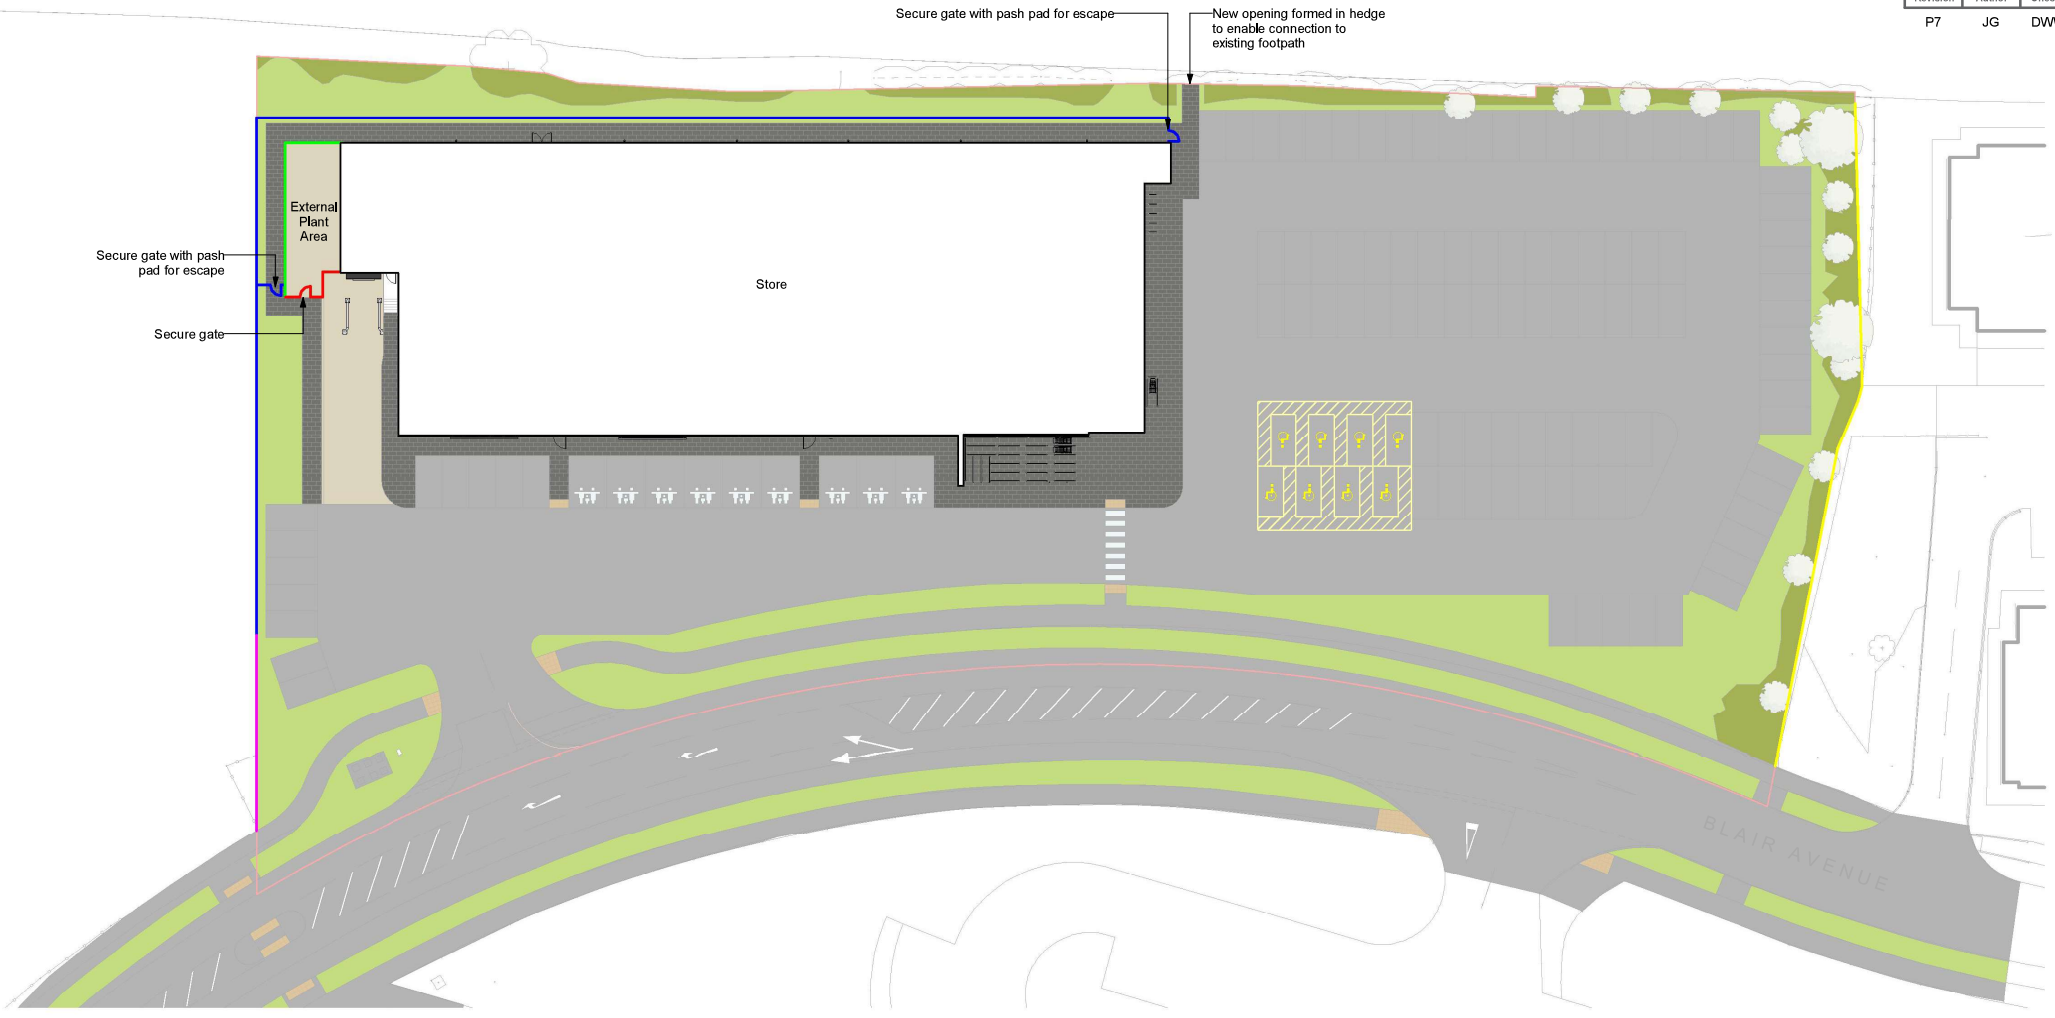 Secure gate with pash pad for escape
New opening formed in hedge
to enable connection to
existing footpath
P7 JG
External
Plant
Area
Secure gate with pash
pad for escape
Secure gate
Store
BLAIR AVENUE